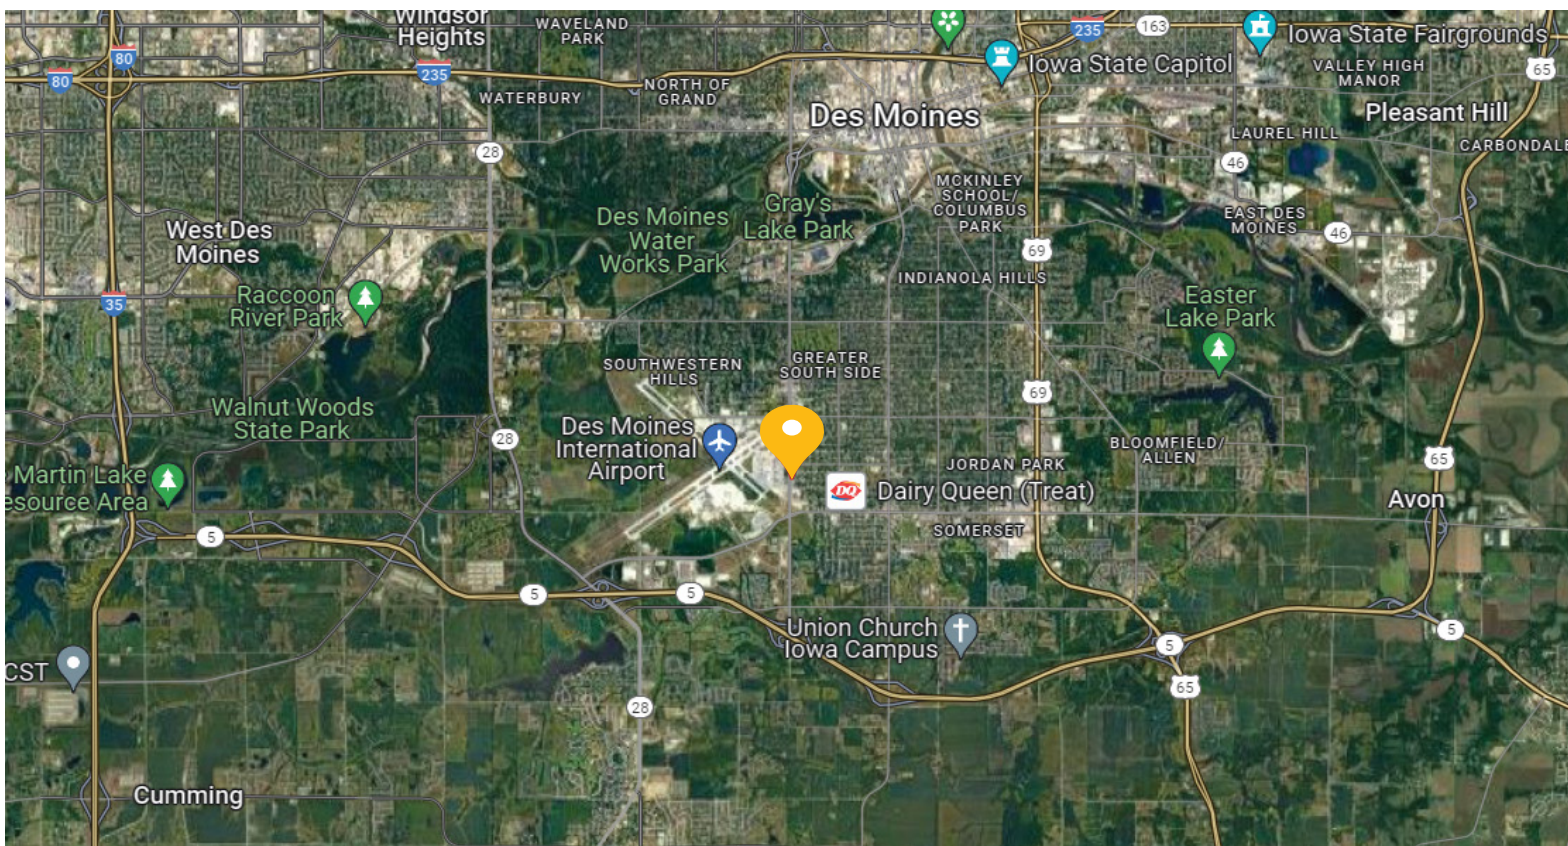 Windsor
Heights
WAVELAND
PARK
80
80
235
235
163
Iowa State Fairgrounds
Iowa State Capitol
VALLEY HIGH
MANOR
65
WATERBURY
NORTH OF
GRAND
Des Moines
Pleasant Hill
LAUREL HILL
CARBONDALE
28
46
MCKINLEY
SCHOOL/
COLUMBUS
PARK
Gray's
Lake Park
Des Moines
Water
Works Park
West Des
Moines
EAST DES
MOINES
46
69
INDIANOLA HILLS
Raccoon
River Park
35
Easter
Lake Park
SOUTHWESTERN
HILLS
GREATER
SOUTH SIDE
69
Walnut Woods
State Park
28
Des Moines
International
Airport
BLOOMFIELD/
ALLEN
65
JORDAN PARK
Martin Lake
esource Area
DQ
Dairy Queen (Treat)
Avon
SOMERSET
5
5
5
Union Church
Iowa Campus
5
5
CST
65
28
Cumming